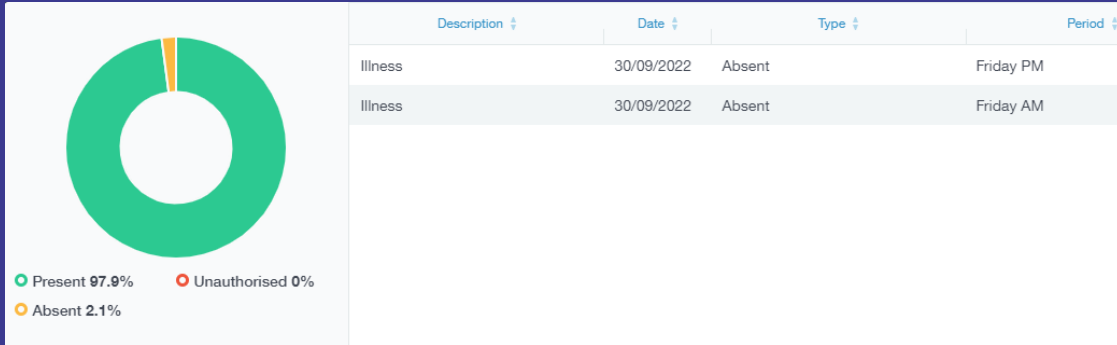 Description Date Type Period
Illness 30/09/2022 Absent Friday PM
Illness 30/09/2022 Absent Friday AM
Present 97.9% Unauthorised 0%
Absent 2.1%